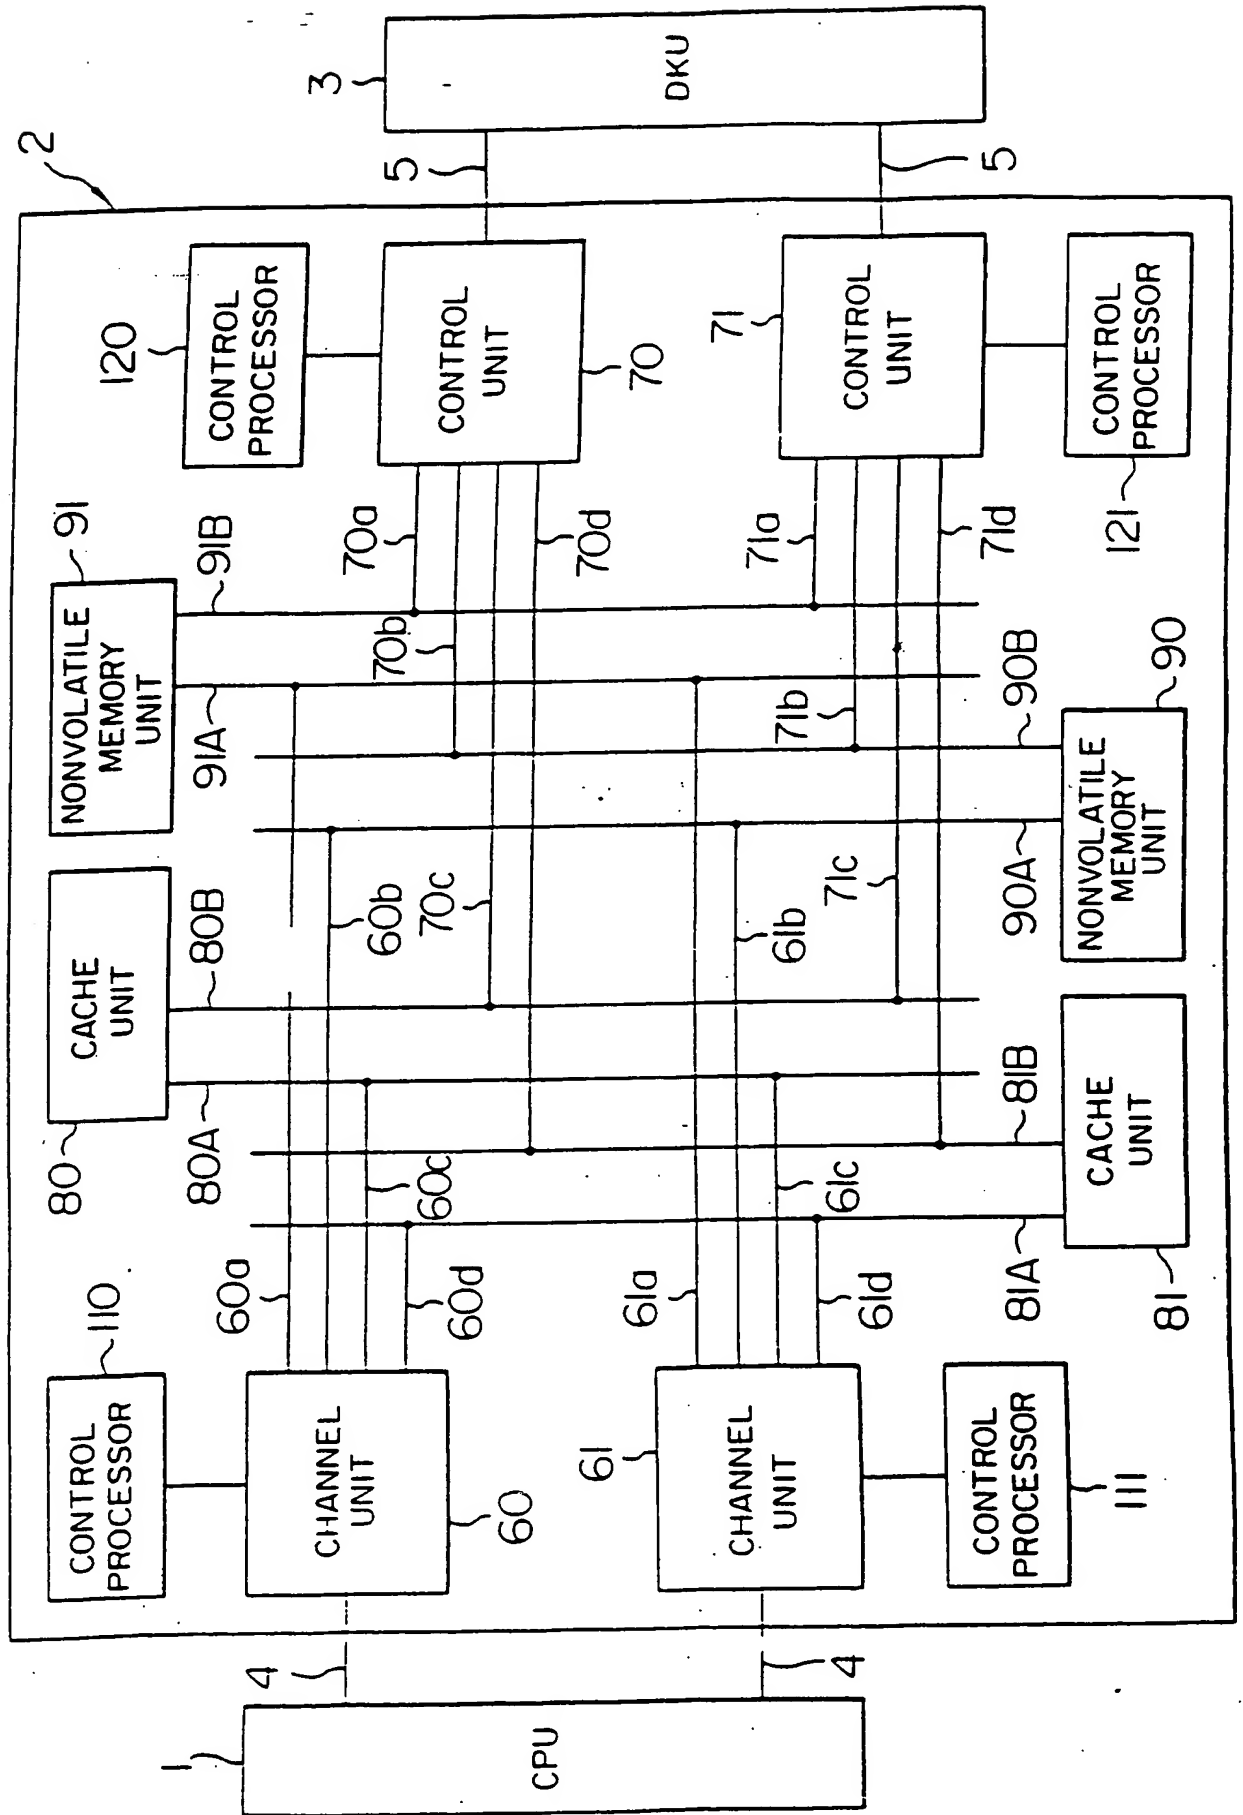 2
1
CPU
4
4
110
CONTROL
PROCESSOR
CHANNEL
UNIT
60
60a
60b
60c
60d
61
CHANNEL
UNIT
61a
61b
61c
61d
CONTROL
PROCESSOR
111
80
CACHE
UNIT
80A
80B
91
NONVOLATILE
MEMORY
UNIT
91A
91B
81
CACHE
UNIT
81A
81B
90
NONVOLATILE
MEMORY
UNIT
90A
90B
120
CONTROL
PROCESSOR
CONTROL
UNIT
70
70a
70b
70c
70d
71
CONTROL
UNIT
71a
71b
71c
71d
CONTROL
PROCESSOR
121
5
5
3
DKU